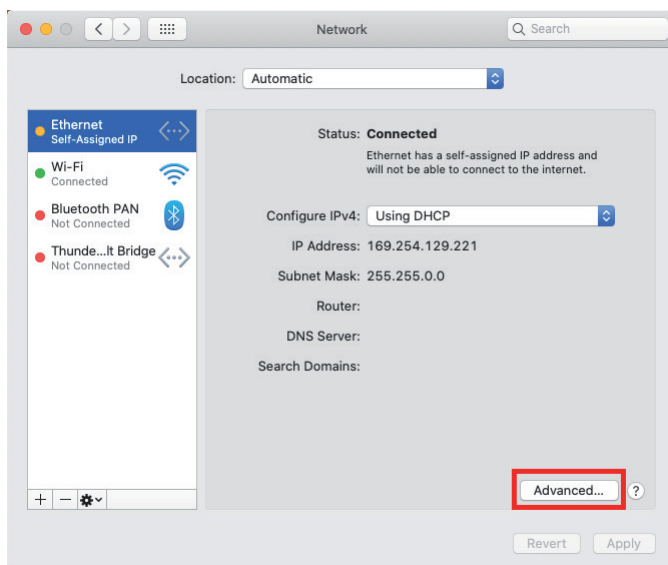 Network
Search
Location: Automatic
Ethernet
Self-Assigned IP
Wi-Fi
Connected
Bluetooth PAN
Not Connected
Thunde...lt Bridge
Not Connected
Status: Connected
Ethernet has a self-assigned IP address and
will not be able to connect to the internet.
Configure IPv4: Using DHCP
IP Address: 169.254.129.221
Subnet Mask: 255.255.0.0
Router:
DNS Server:
Search Domains:
Advanced... ?
Revert Apply